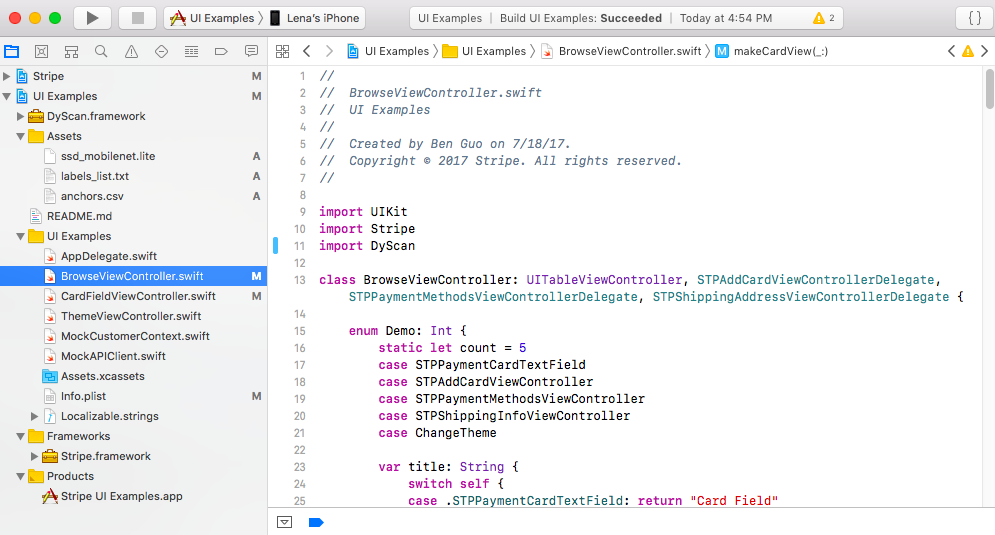 UI Examples Lena's iPhone UI Examples | Build UI Examples: Succeeded | Today at 4:54 PM 2 { }
UI Examples UI Examples BrowseViewController.swift M makeCardView(_:)
Stripe M
UI Examples M
DyScan.framework
Assets
ssd_mobilenet.lite A
labels_list.txt A
anchors.csv A
README.md
UI Examples
AppDelegate.swift
BrowseViewController.swift M
CardFieldViewController.swift M
ThemeViewController.swift
MockCustomerContext.swift
MockAPIClient.swift
Assets.xcassets
Info.plist M
Localizable.strings
Frameworks
Stripe.framework
Products
Stripe UI Examples.app
1 //
2 // BrowseViewController.swift
3 // UI Examples
4 //
5 // Created by Ben Guo on 7/18/17.
6 // Copyright © 2017 Stripe. All rights reserved.
7 //
8
9 import UIKit
10 import Stripe
11 import DyScan
12
13 class BrowseViewController: UITableViewController, STPAddCardViewControllerDelegate,
STPPaymentMethodsViewControllerDelegate, STPShippingAddressViewControllerDelegate {
14
15 enum Demo: Int {
16 static let count = 5
17 case STPPaymentCardTextField
18 case STPAddCardViewController
19 case STPPaymentMethodsViewController
20 case STPShippingInfoViewController
21 case ChangeTheme
22
23 var title: String {
24 switch self {
25 case .STPPaymentCardTextField: return "Card Field"